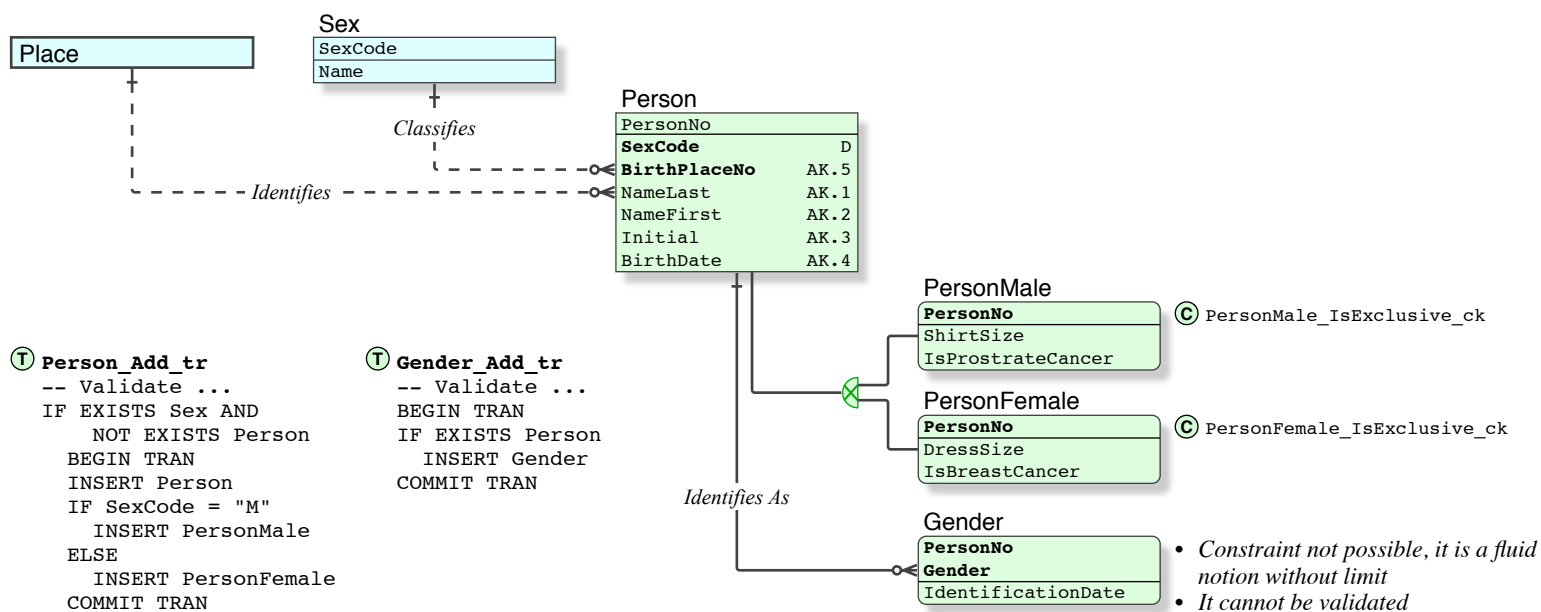 Place
Sex
SexCode
Name
Classifies
Identifies
Person
PersonNo
SexCode D
BirthPlaceNo AK.5
NameLast AK.1
NameFirst AK.2
Initial AK.3
BirthDate AK.4
PersonMale
PersonNo
ShirtSize
IsProstrateCancer
C PersonMale_IsExclusive_ck
PersonFemale
PersonNo
DressSize
IsBreastCancer
C PersonFemale_IsExclusive_ck
Identifies As
Gender
PersonNo
Gender
IdentificationDate
• Constraint not possible, it is a fluid
notion without limit
• It cannot be validated
T Person_Add_tr
-- Validate ...
IF EXISTS Sex AND
NOT EXISTS Person
BEGIN TRAN
INSERT Person
IF SexCode = "M"
INSERT PersonMale
ELSE
INSERT PersonFemale
COMMIT TRAN
T Gender_Add_tr
-- Validate ...
BEGIN TRAN
IF EXISTS Person
INSERT Gender
COMMIT TRAN